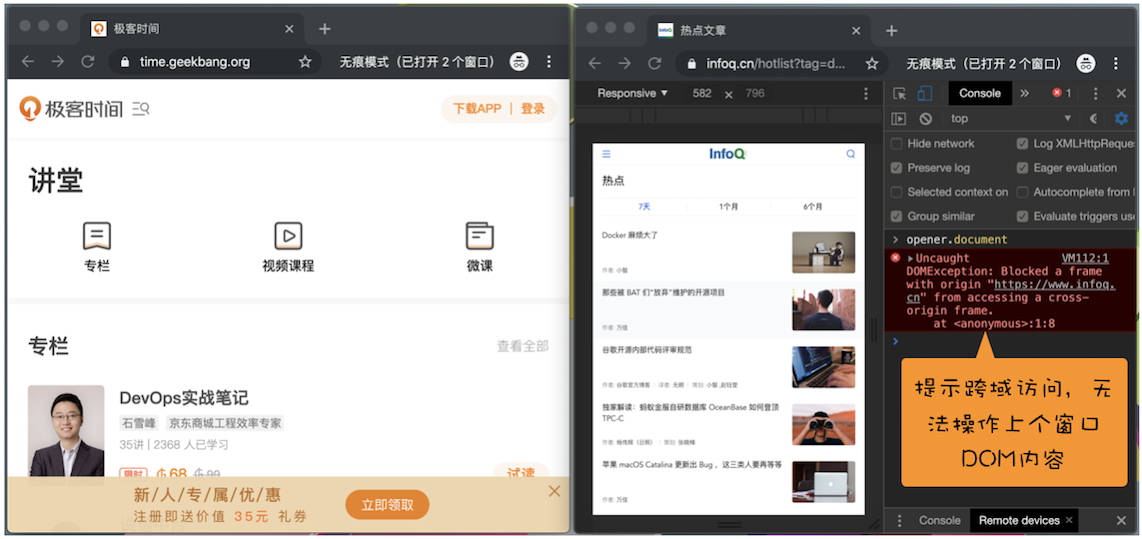 极客时间
time.geekbang.org
无痕模式（已打开 2 个窗口）
极客时间
下载APP | 登录
讲堂
专栏
视频课程
微课
专栏
查看全部
DevOps实战笔记
石雪峰 京东商城工程效率专家
35讲 | 2368 人已学习
限时 68 99
试读
新/人/专/属/优/惠
注册即送价值 35元 礼券
立即领取
InfoQ 热点文章
infoq.cn/hotlist?tag=d...
无痕模式（已打开 2 个窗口）
Responsive ▼ 582 × 796
InfoQ
热点
7天 1个月 6个月
Docker 麻烦大了
作者: 小智
那些被 BAT 们“放弃”维护的开源项目
作者: 万佳
谷歌开源内部代码评审规范
作者: 谷歌官方博客 译者: 无明 策划: 小智 ,赵钰莹
独家解读：蚂蚁金服自研数据库 OceanBase 如何登顶
TPC-C
作者: 杨传辉（日照） 策划: 张晓楠
苹果 macOS Catalina 更新出 Bug ，这三类人要再等等
作者: 万佳
Console » 1
top
Hide network
Log XMLHttpReque
Preserve log
Eager evaluation
Selected context on
Autocomplete from
Group similar
Evaluate triggers us
> opener.document
Uncaught VM112:1
DOMException: Blocked a frame
with origin "https://www.infoq.
cn" from accessing a cross-
origin frame.
at <anonymous>:1:8
>
提示跨域访问，无
法操作上个窗口
DOM内容
Console Remote devices ×